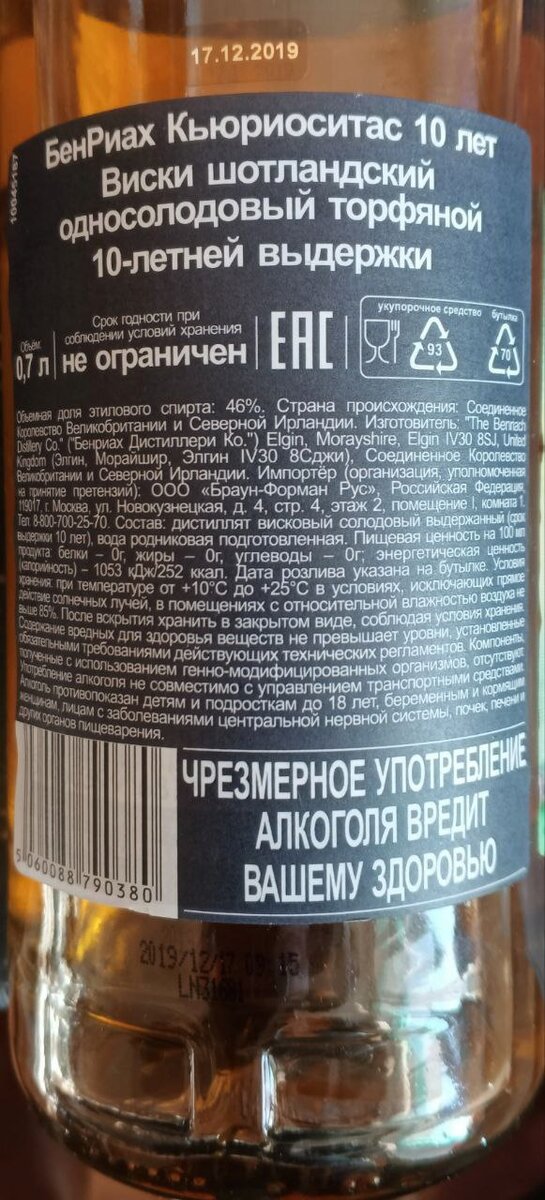 17.12.2019
10045167
БенРиах Кьюриоситас 10 лет
Виски шотландский
односолодовый торфяной
10-летней выдержки
Объём:
0,7 л
Срок годности при
соблюдении условий хранения
не ограничен
ЕАС
укупорочное средство
93
бутылка
70
Объемная доля этилового спирта: 46%. Страна происхождения: Соединенное
Королевство Великобритании и Северной Ирландии. Изготовитель: "The Benriach
Distillery Co." ("Бенриах Дистиллери Ко.") Elgin, Morayshire, Elgin IV30 8SJ, United
Kingdom (Элгин, Морайшир, Элгин IV30 8Сджи), Соединенное Королевство
Великобритании и Северной Ирландии. Импортёр (организация, уполномоченная
на принятие претензий): ООО «Браун-Форман Рус», Российская Федерация,
119017, г. Москва, ул. Новокузнецкая, д. 4, стр. 4, этаж 2, помещение I, комната 1.
Тел. 8-800-700-25-70. Состав: дистиллят висковый солодовый выдержанный (срок
выдержки 10 лет), вода родниковая подготовленная. Пищевая ценность на 100 мл
продукта: белки – 0г, жиры – 0г, углеводы – 0г; энергетическая ценность
(калорийность) – 1053 кДж/252 ккал. Дата розлива указана на бутылке. Условия
хранения: при температуре от +10°С до +25°С в условиях, исключающих прямое
действие солнечных лучей, в помещениях с относительной влажностью воздуха не
выше 85%. После вскрытия хранить в закрытом виде, соблюдая условия хранения.
Содержание вредных для здоровья веществ не превышает уровни, установленные
обязательными требованиями действующих технических регламентов. Компоненты,
полученные с использованием генно-модифицированных организмов, отсутствуют.
Употребление алкоголя не совместимо с управлением транспортными средствами.
Алкоголь противопоказан детям и подросткам до 18 лет, беременным и кормящим
женщинам, лицам с заболеваниями центральной нервной системы, почек, печени и
других органов пищеварения.
ЧРЕЗМЕРНОЕ УПОТРЕБЛЕНИЕ
АЛКОГОЛЯ ВРЕДИТ
ВАШЕМУ ЗДОРОВЬЮ
5 060088 790380
2019/12/17